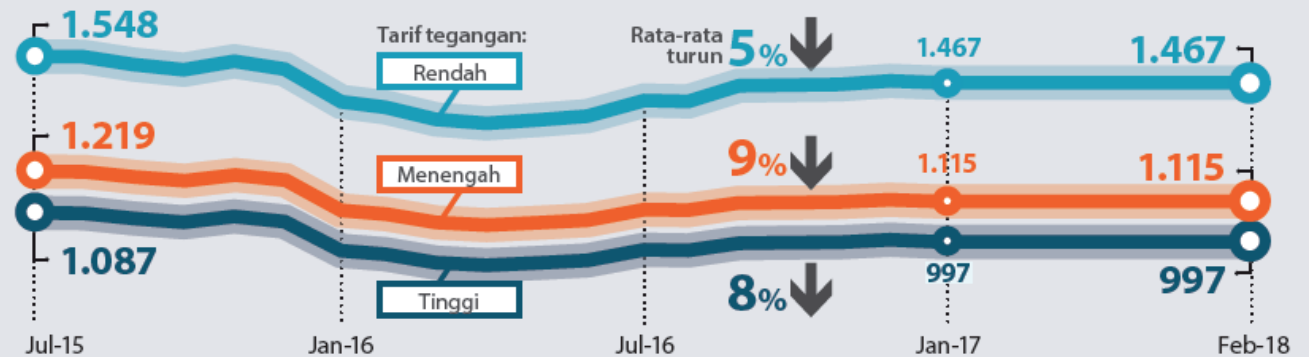 1.548
Tarif tegangan:
Rendah
Rata-rata
turun 5%
1.467
1.467
1.219
Menengah
9%
1.115
1.115
1.087
Tinggi
8%
997
997
Jul-15
Jan-16
Jul-16
Jan-17
Feb-18